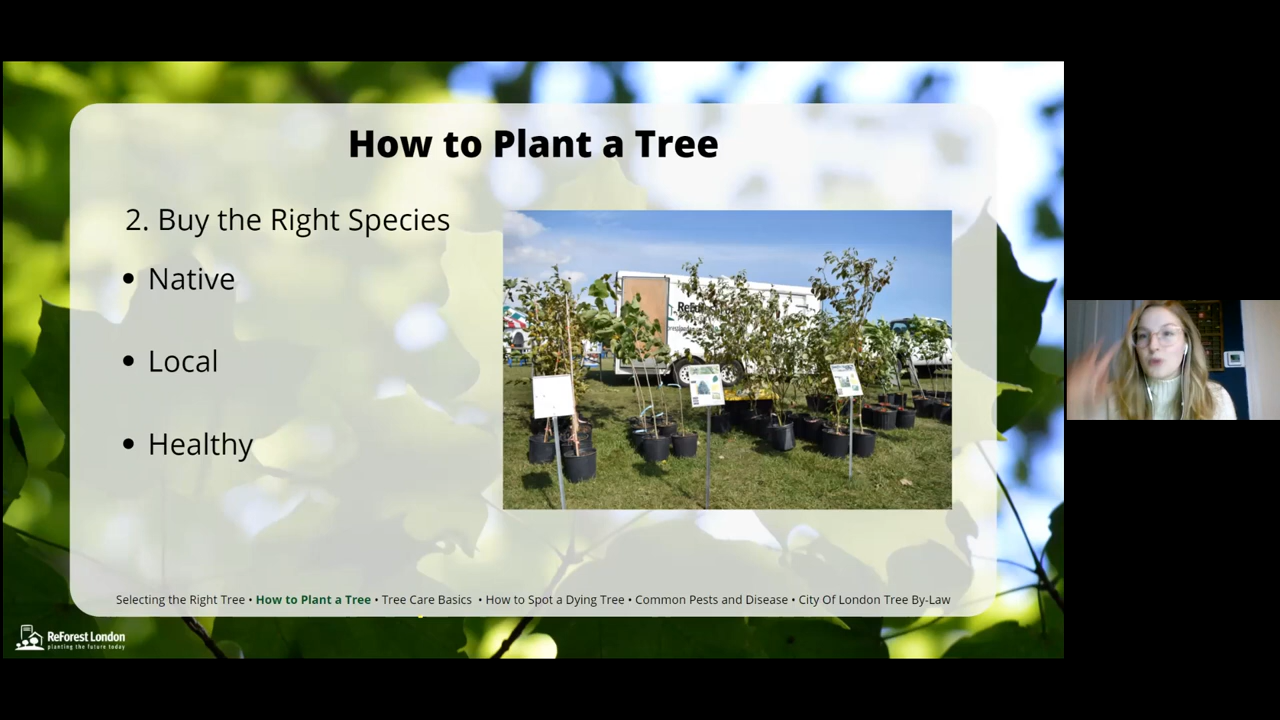 How to Plant a Tree
2. Buy the Right Species
• Native
• Local
• Healthy
Selecting the Right Tree • How to Plant a Tree • Tree Care Basics • How to Spot a Dying Tree • Common Pests and Disease • City Of London Tree By-Law
ReForest London
planting the future today